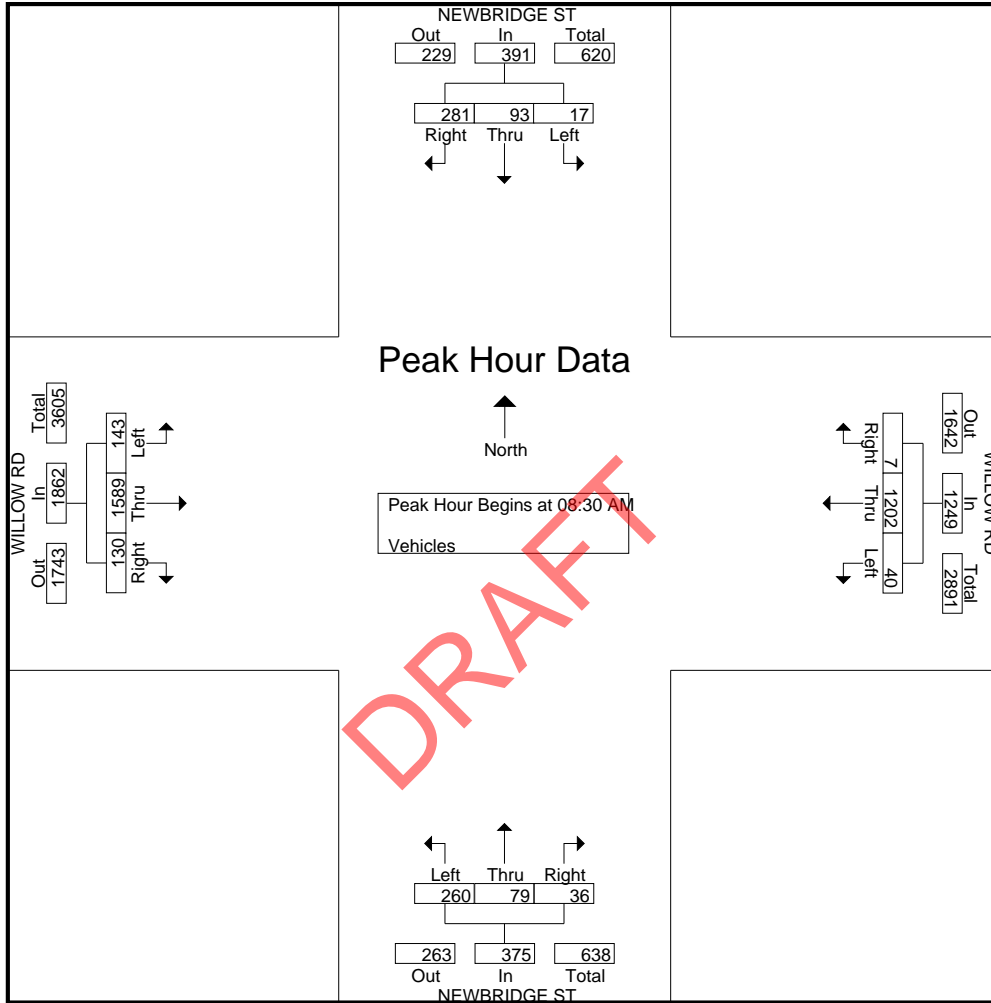 NEWBRIDGE ST
Out In Total
229 391 620
281 93 17
Right Thru Left
Peak Hour Data
North
Peak Hour Begins at 08:30 AM
Vehicles
WILLOW RD
Total In Out
3605 1862 1743
143 1589 130
Left Thru Right
WILLOW RD
Out In Total
1642 1249 2891
7 1202 40
Right Thru Left
DRAFT
Left Thru Right
260 79 36
263 375 638
Out In Total
NEWBRIDGE ST